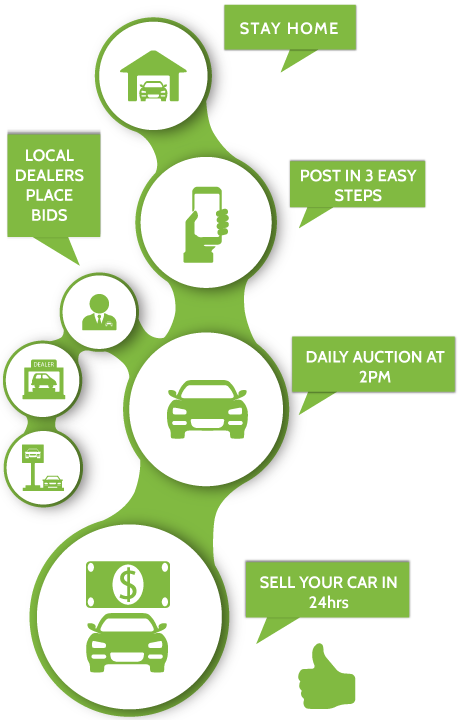 STAY HOME
LOCAL
DEALERS
PLACE
BIDS
POST IN 3 EASY
STEPS
DEALER
DAILY AUCTION AT
2PM
$
SELL YOUR CAR IN
24hrs